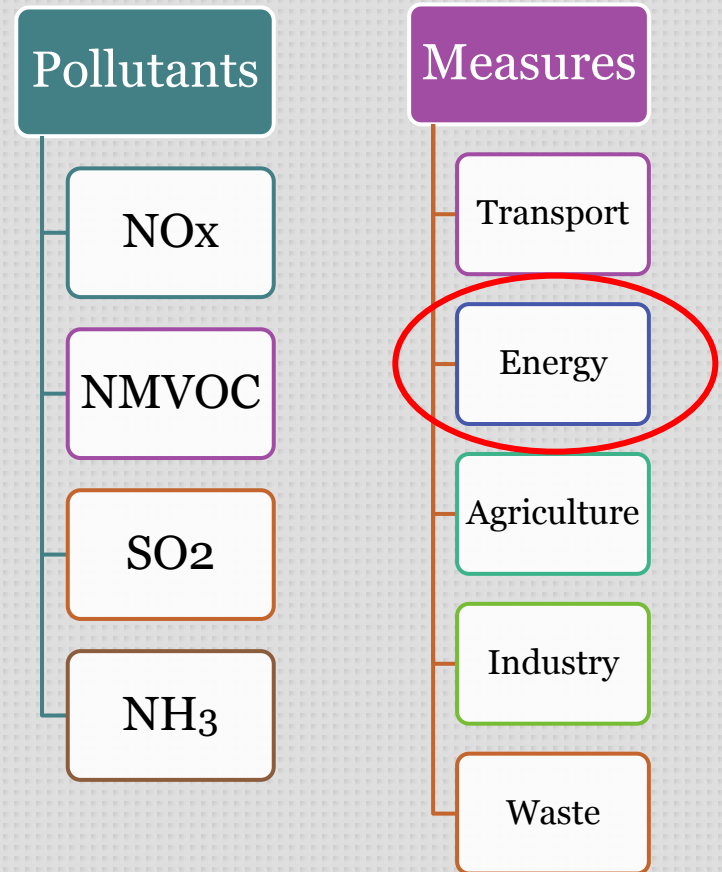 Pollutants
NOx
NMVOC
SO2
NH3
Measures
Transport
Energy
Agriculture
Industry
Waste